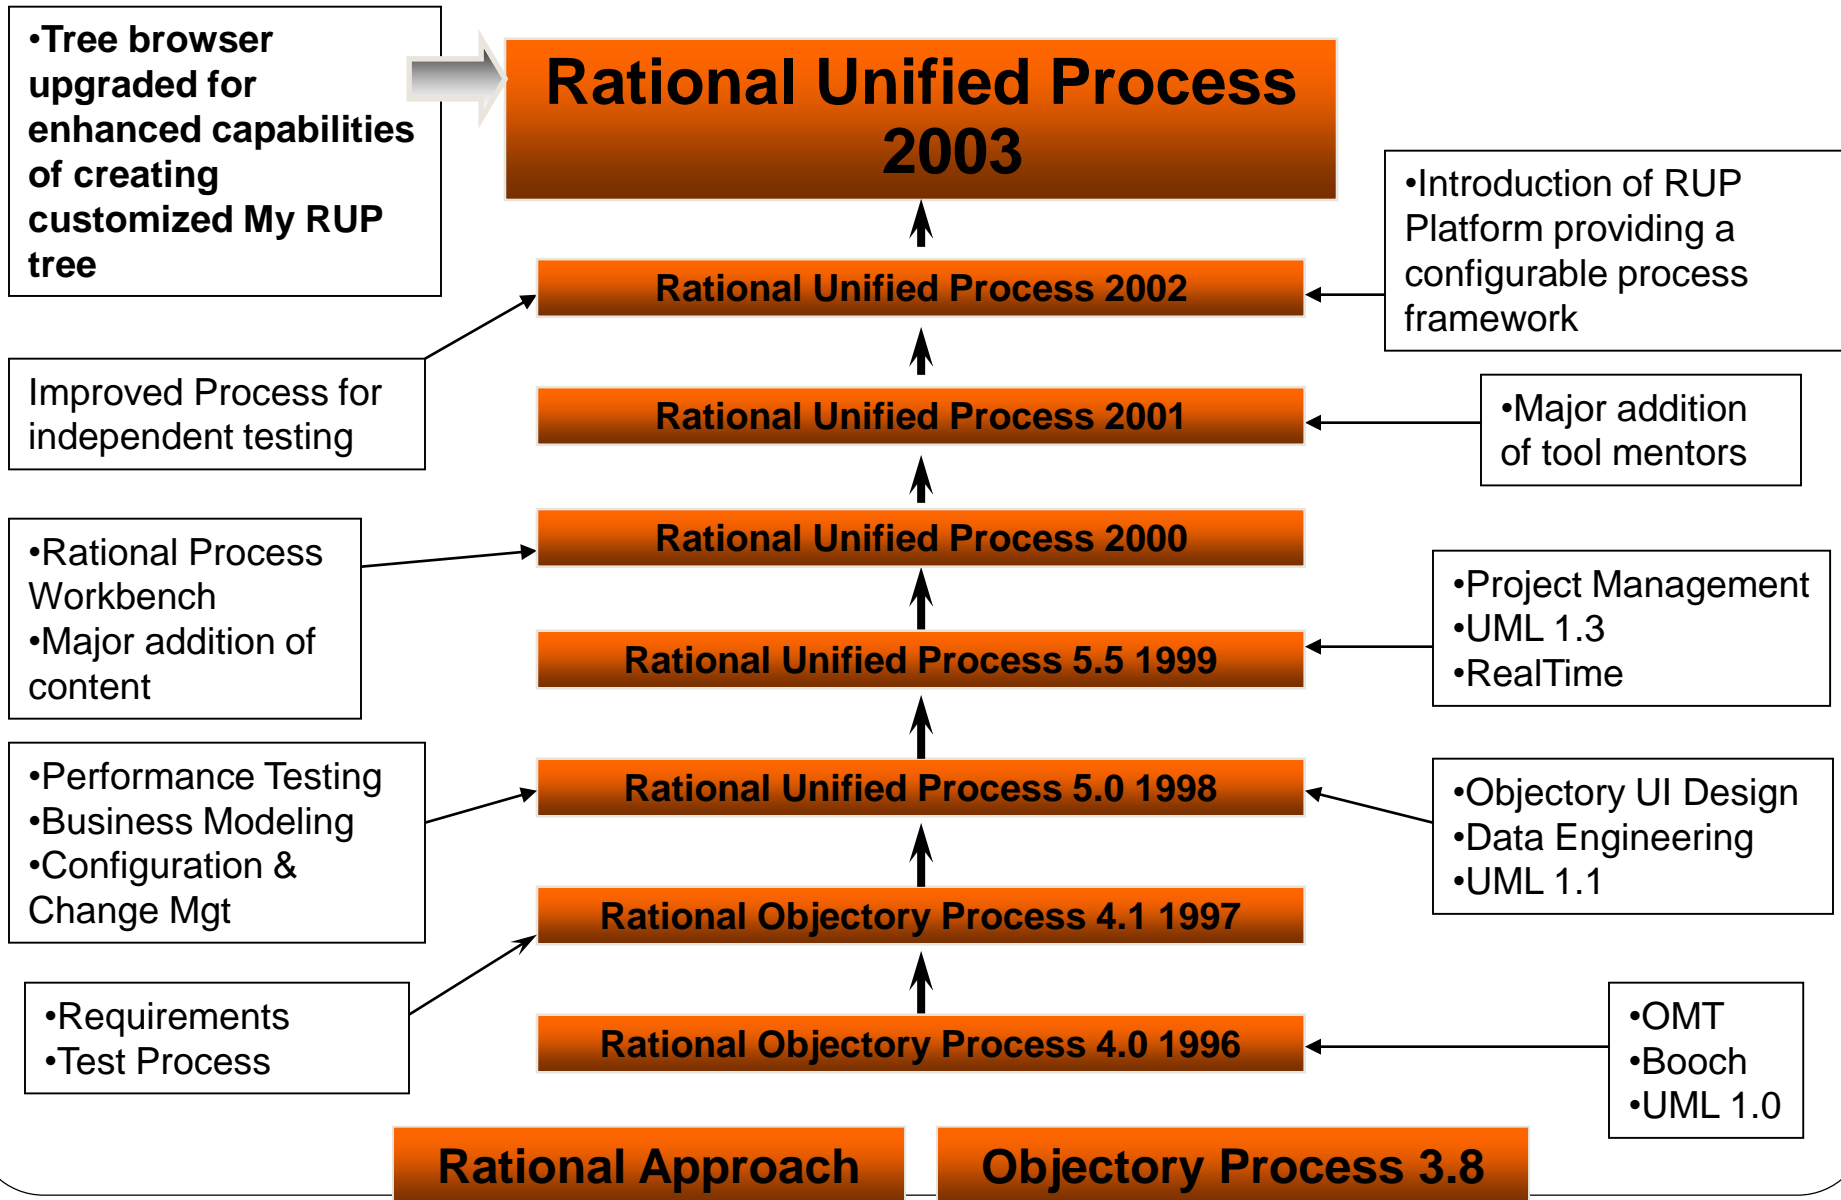 •Tree browser
upgraded for
enhanced capabilities
of creating
customized My RUP
tree
Rational Unified Process
2003
•Introduction of RUP
Platform providing a
configurable process
framework
Rational Unified Process 2002
Improved Process for
independent testing
Rational Unified Process 2001
•Major addition
of tool mentors
•Rational Process
Workbench
•Major addition of
content
Rational Unified Process 2000
•Project Management
•UML 1.3
•RealTime
Rational Unified Process 5.5 1999
•Performance Testing
•Business Modeling
•Configuration &
Change Mgt
Rational Unified Process 5.0 1998
•Objectory UI Design
•Data Engineering
•UML 1.1
Rational Objectory Process 4.1 1997
•Requirements
•Test Process
Rational Objectory Process 4.0 1996
•OMT
•Booch
•UML 1.0
Rational Approach
Objectory Process 3.8